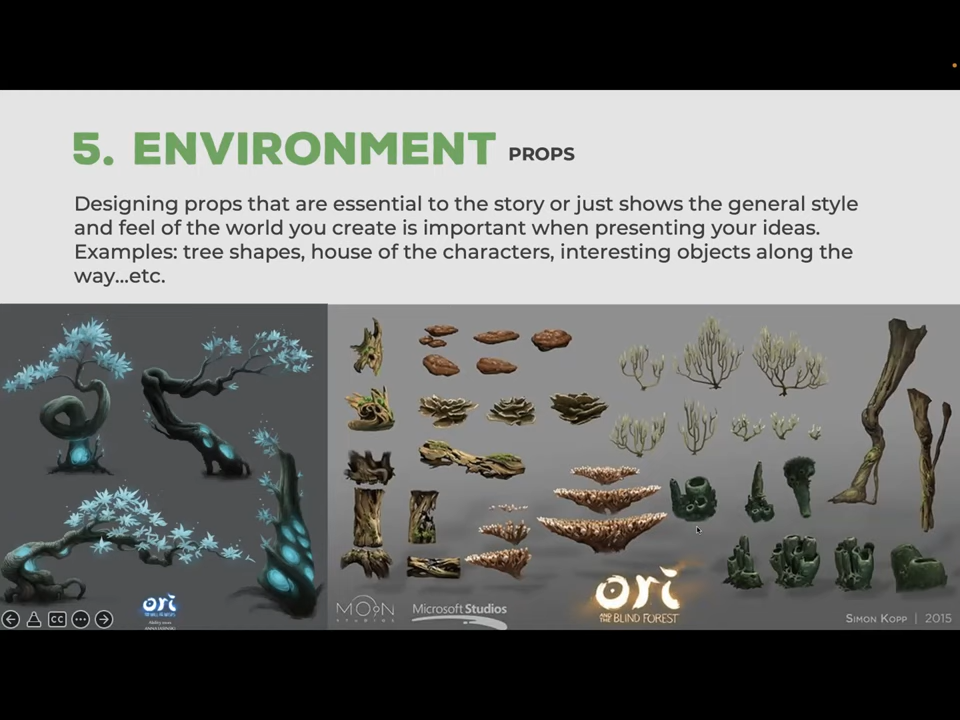 5. ENVIRONMENT PROPS
Designing props that are essential to the story or just shows the general style
and feel of the world you create is important when presenting your ideas.
Examples: tree shapes, house of the characters, interesting objects along the
way...etc.
CC
ori
MOON
STUDIOS
Microsoft Studios
ori
AND THE BLIND FOREST
SIMON KOPP | 2015